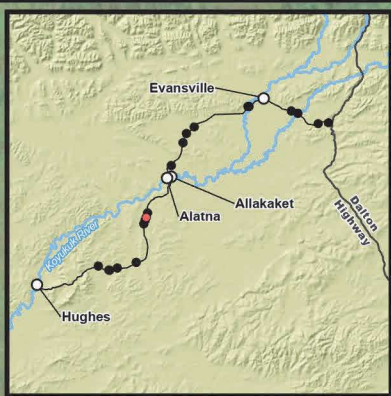 Evansville
Allakaket
Alatna
Dalton
Highway
Koyukuk River
Hughes